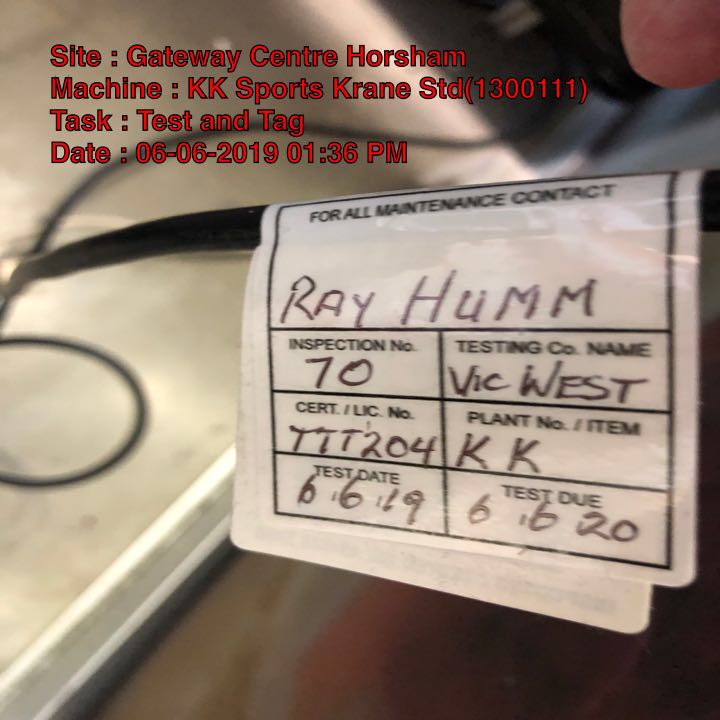 Site : Gateway Centre Horsham
Machine : KK Sports Krane Std(1300111)
Task : Test and Tag
Date : 06-06-2019 01:36 PM
FOR ALL MAINTENANCE CONTACT
RAY HUMM
INSPECTION No.
70
TESTING Co. NAME
VIC WEST
CERT. / LIC. No.
TTT204
PLANT No. / ITEM
KK
TEST DATE
6.6.19
TEST DUE
6.6 20